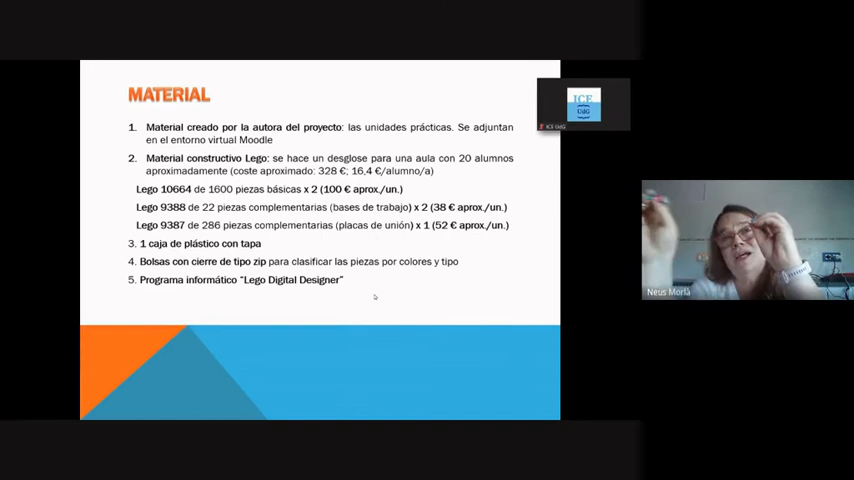 MATERIAL
1. Material creado por la autora del proyecto: las unidades prácticas. Se adjuntan
en el entorno virtual Moodle
2. Material constructivo Lego: se hace un desglose para una aula con 20 alumnos
aproximadamente (coste aproximado: 328 €; 16,4 €/alumno/a)
Lego 10664 de 1600 piezas básicas x 2 (100 € aprox./un.)
Lego 9388 de 22 piezas complementarias (bases de trabajo) x 2 (38 € aprox./un.)
Lego 9387 de 286 piezas complementarias (placas de unión) x 1 (52 € aprox./un.)
3. 1 caja de plástico con tapa
4. Bolsas con cierre de tipo zip para clasificar las piezas por colores y tipo
5. Programa informático “Lego Digital Designer”
ICE
UdG
ICE UdG
Neus Morlà